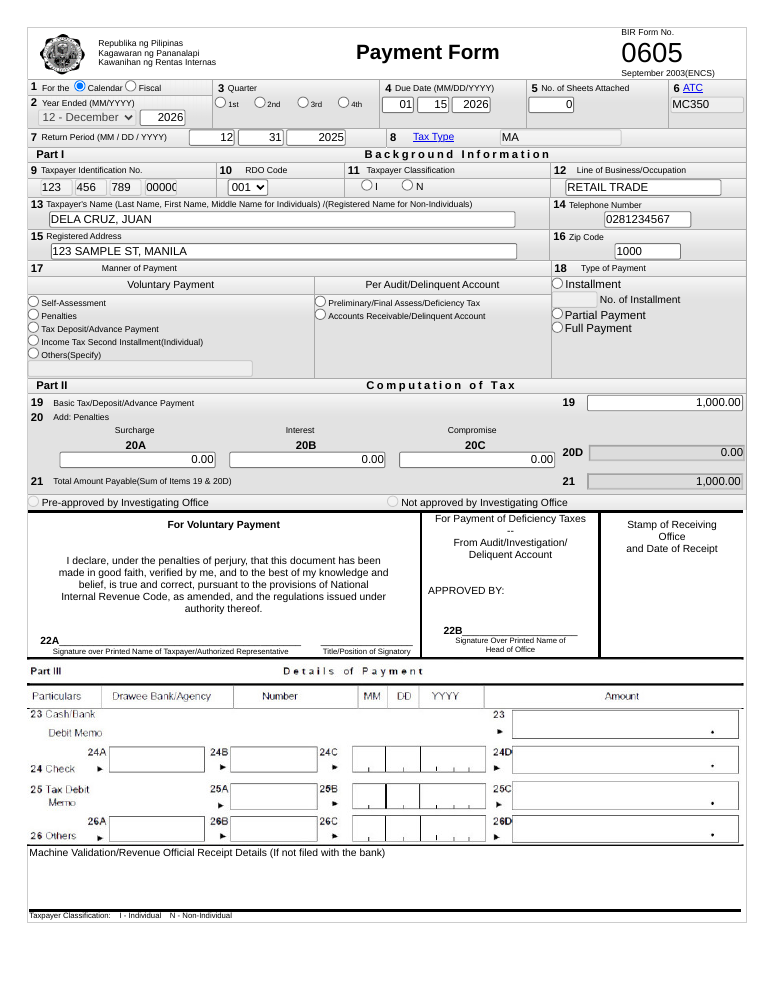 Republika ng Pilipinas
Kagawaran ng Pananalapi
Kawanihan ng Rentas Internas
Payment Form
BIR Form No.
0605
September 2003(ENCS)
1 For the Calendar Fiscal
2 Year Ended (MM/YYYY)
12 - December 2026
3 Quarter
1st 2nd 3rd 4th
4 Due Date (MM/DD/YYYY)
01 15 2026
5 No. of Sheets Attached
0
6 ATC
MC350
7 Return Period (MM / DD / YYYY) 12 31 2025
8 Tax Type MA
Part I Background Information
9 Taxpayer Identification No.
123 456 789 00000
10 RDO Code
001
11 Taxpayer Classification
I N
12 Line of Business/Occupation
RETAIL TRADE
13 Taxpayer's Name (Last Name, First Name, Middle Name for Individuals) /(Registered Name for Non-Individuals)
DELA CRUZ, JUAN
14 Telephone Number
0281234567
15 Registered Address
123 SAMPLE ST, MANILA
16 Zip Code
1000
17 Manner of Payment
18 Type of Payment
Voluntary Payment
Per Audit/Delinquent Account
Self-Assessment
Penalties
Tax Deposit/Advance Payment
Income Tax Second Installment(Individual)
Others(Specify)
Preliminary/Final Assess/Deficiency Tax
Accounts Receivable/Delinquent Account
Installment
No. of Installment
Partial Payment
Full Payment
Part II Computation of Tax
19 Basic Tax/Deposit/Advance Payment 19 1,000.00
20 Add: Penalties
Surcharge Interest Compromise
20A 20B 20C
0.00 0.00 0.00 20D 0.00
21 Total Amount Payable(Sum of Items 19 & 20D) 21 1,000.00
Pre-approved by Investigating Office Not approved by Investigating Office
For Voluntary Payment
I declare, under the penalties of perjury, that this document has been
made in good faith, verified by me, and to the best of my knowledge and
belief, is true and correct, pursuant to the provisions of National
Internal Revenue Code, as amended, and the regulations issued under
authority thereof.
22A
Signature over Printed Name of Taxpayer/Authorized Representative Title/Position of Signatory
For Payment of Deficiency Taxes
--
From Audit/Investigation/
Deliquent Account
APPROVED BY:
22B
Signature Over Printed Name of
Head of Office
Stamp of Receiving
Office
and Date of Receipt
Part III Details of Payment
Particulars Drawee Bank/Agency Number MM DD YYYY Amount
23 Cash/Bank 23
Debit Memo
24A 24B 24C 24D
24 Check
25 Tax Debit 25A 25B 25C
Memo
26A 26B 26C 26D
26 Others
Machine Validation/Revenue Official Receipt Details (If not filed with the bank)
Taxpayer Classification: I - Individual N - Non-Individual